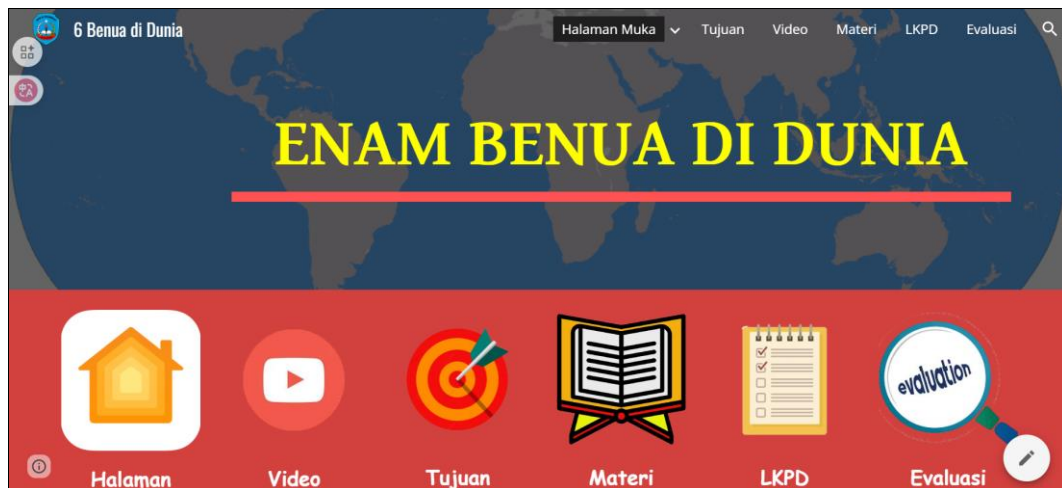 6 Benua di Dunia
Halaman Muka Tujuan Video Materi LKPD Evaluasi
ENAM BENUA DI DUNIA
evaluation
Halaman Video Tujuan Materi LKPD Evaluasi